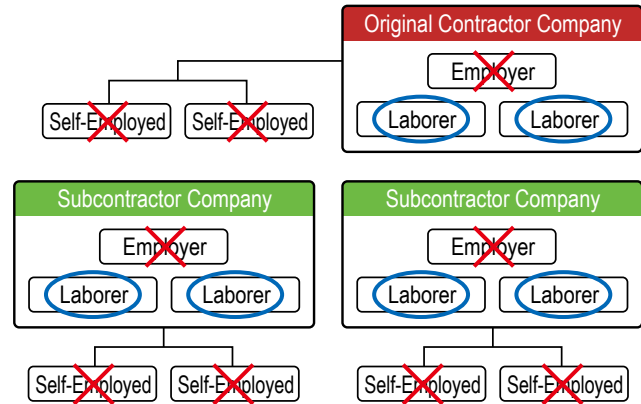 Original Contractor Company
Employer
Laborer Laborer
Self-Employed Self-Employed
Subcontractor Company
Employer
Laborer Laborer
Self-Employed Self-Employed
Subcontractor Company
Employer
Laborer Laborer
Self-Employed Self-Employed